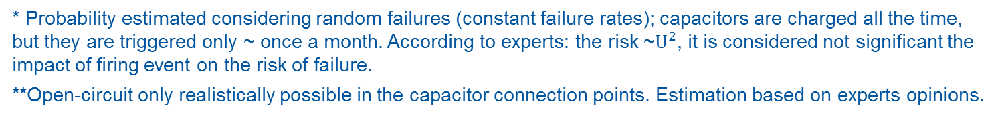 * Probability estimated considering random failures (constant failure rates); capacitors are charged all the time,
but they are triggered only ~ once a month. According to experts: the risk ~U², it is considered not significant the
impact of firing event on the risk of failure.
**Open-circuit only realistically possible in the capacitor connection points. Estimation based on experts opinions.